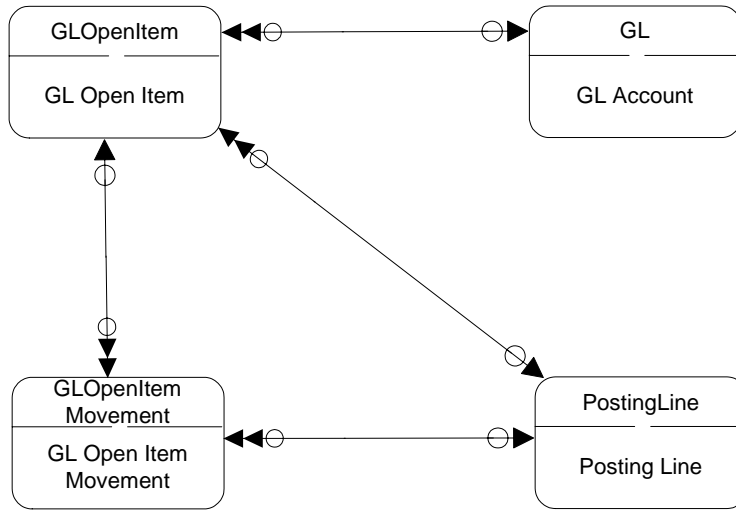 GLOpenItem
GL Open Item
GL
GL Account
GLOpenItem
Movement
GL Open Item
Movement
PostingLine
Posting Line